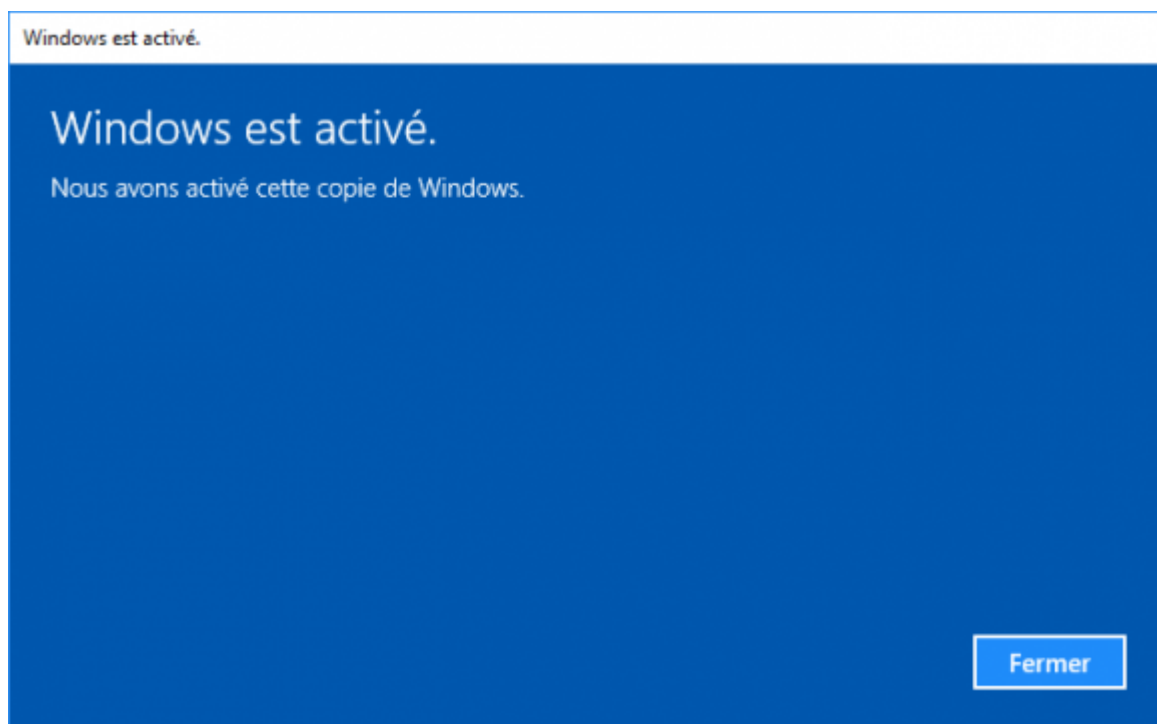 Windows est activé.
Windows est activé.
Nous avons activé cette copie de Windows.
Fermer